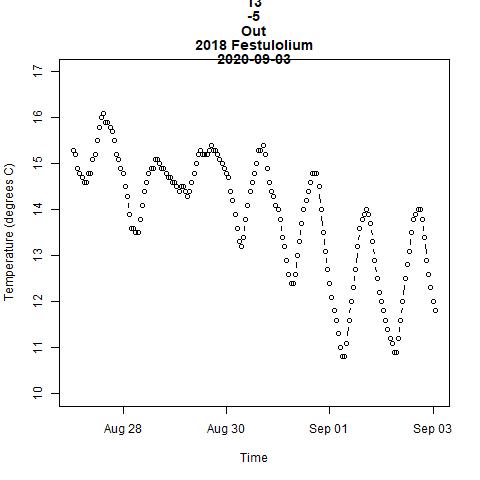 13
-5
Out
2018 Festulolium
2020-09-03
Temperature (degrees C)
17
16
15
14
13
12
11
10
Aug 28
Aug 30
Sep 01
Sep 03
Time